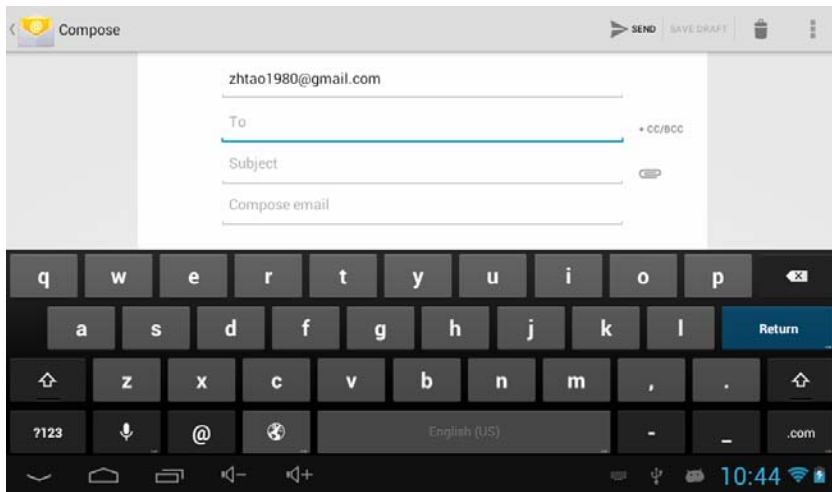 Compose SEND SAVE DRAFT
zhtao1980@gmail.com
To + CC/BCC
Subject
Compose email
q w e r t y u i o p
a s d f g h j k l Return
z x c v b n m , .
?123 @ English (US) - _ .com
10:44